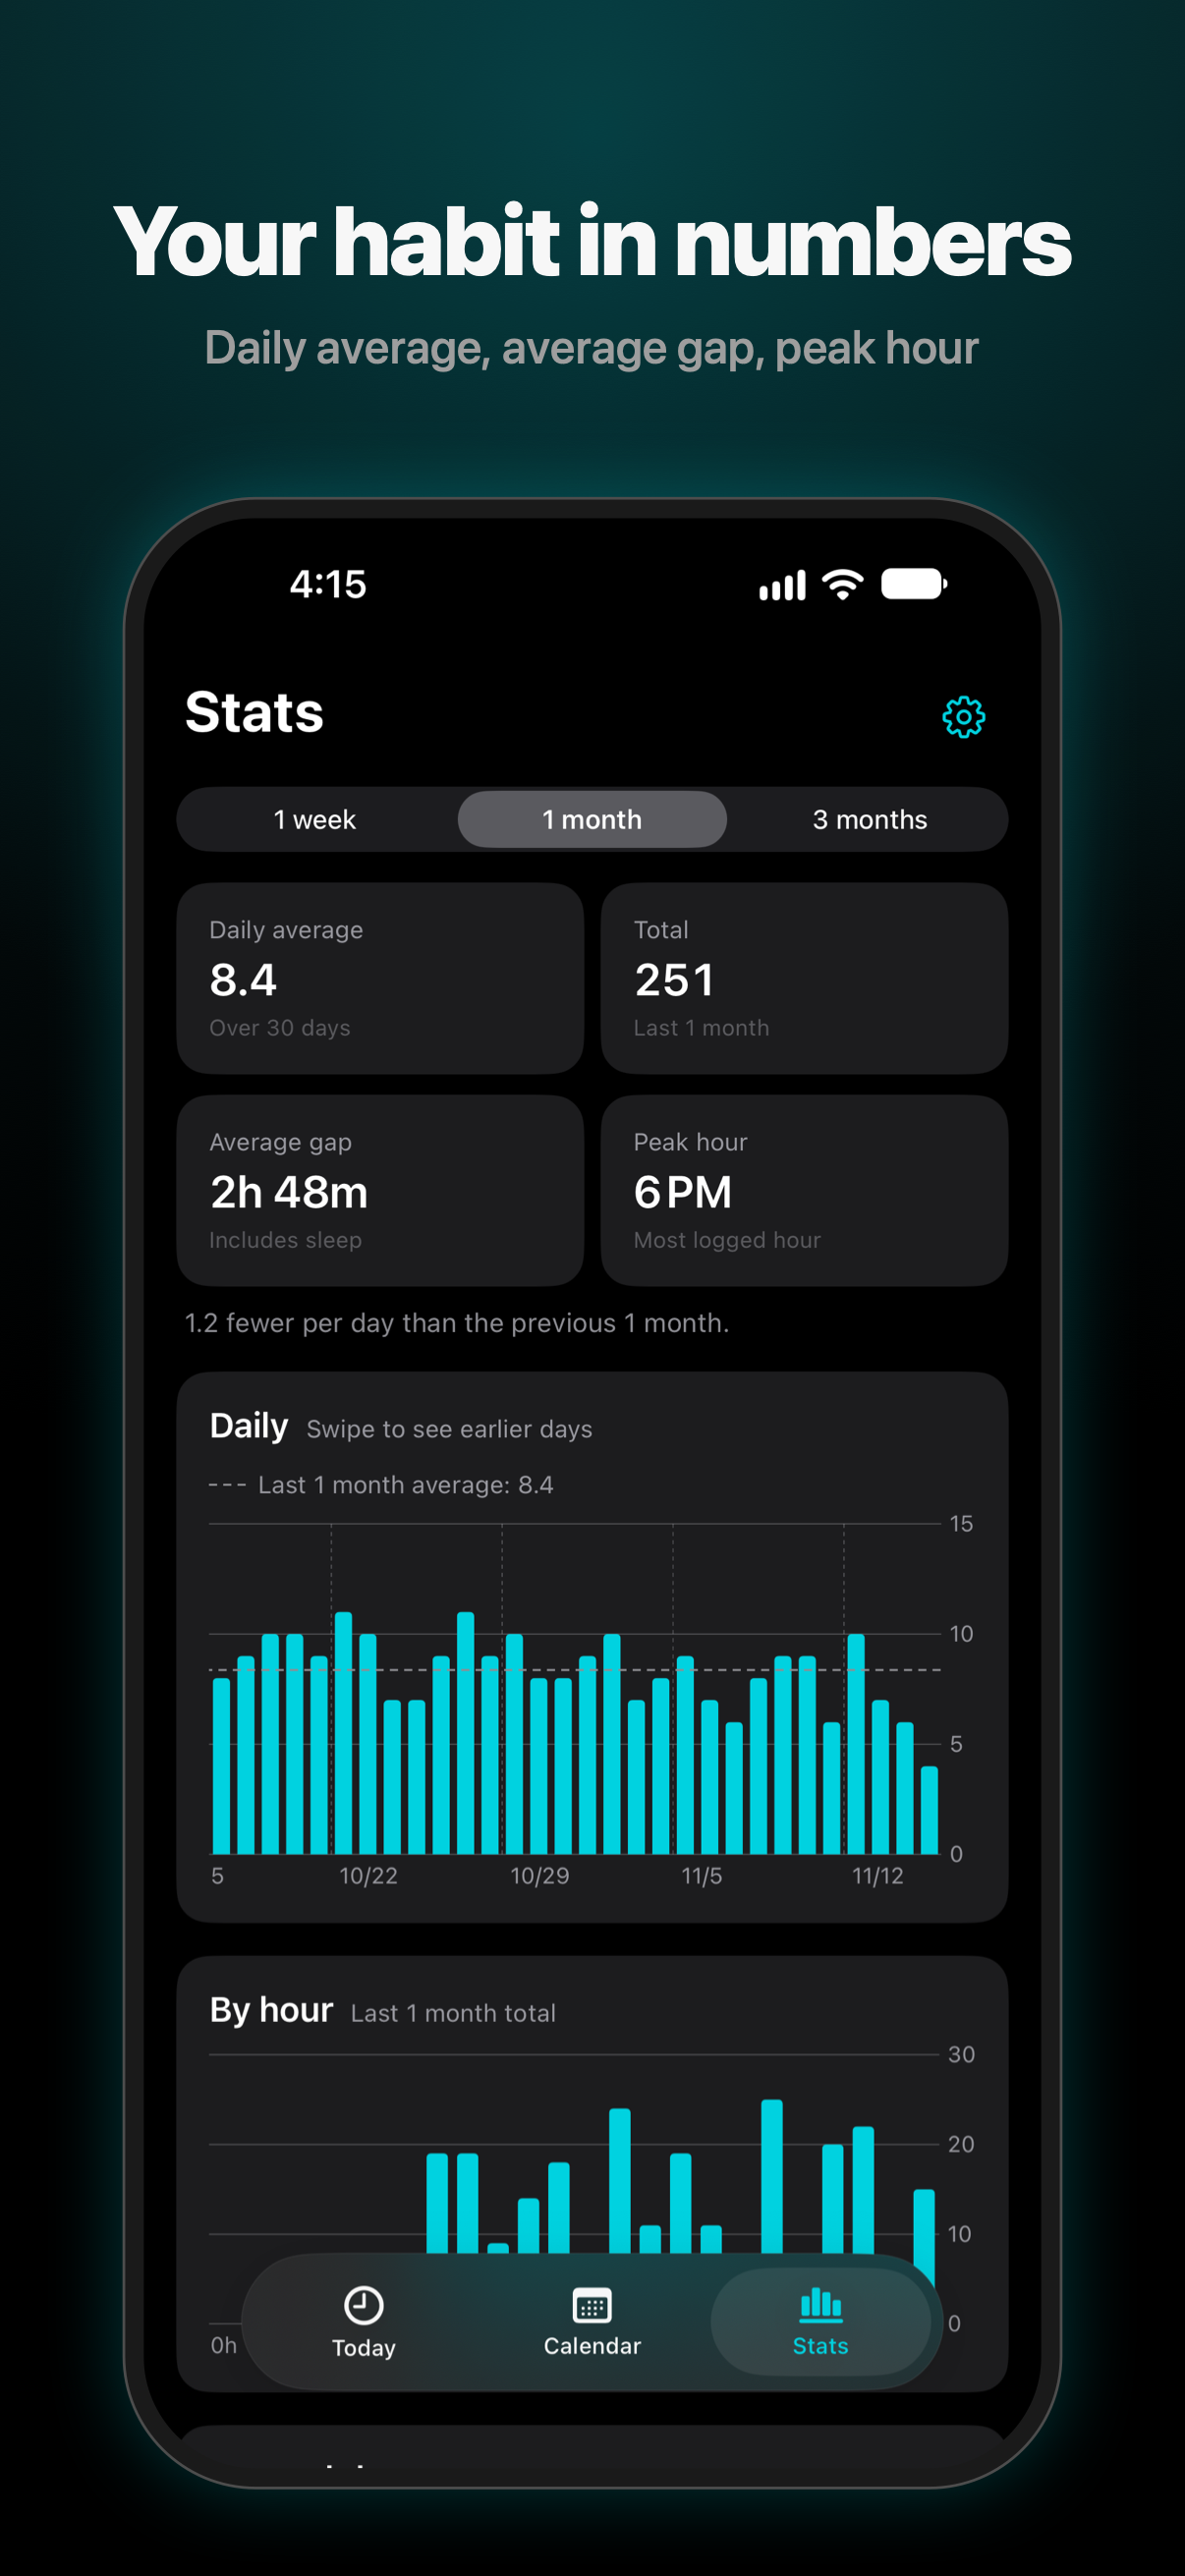 Your habit in numbers
Daily average, average gap, peak hour
4:15
Stats
1 week 1 month 3 months
Daily average
8.4
Over 30 days
Total
251
Last 1 month
Average gap
2h 48m
Includes sleep
Peak hour
6 PM
Most logged hour
1.2 fewer per day than the previous 1 month.
Daily Swipe to see earlier days
--- Last 1 month average: 8.4
15
10
5
0
5 10/22 10/29 11/5 11/12
By hour Last 1 month total
30
20
10
0
0h
Today Calendar Stats